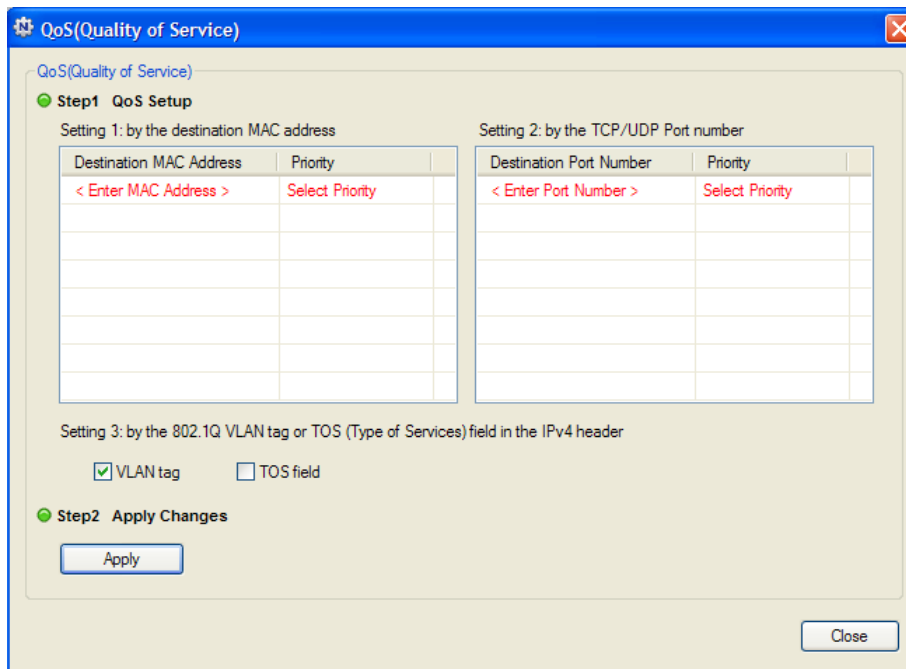 QoS(Quality of Service)
QoS(Quality of Service)
Step1 QoS Setup
Setting 1: by the destination MAC address
Destination MAC Address Priority
< Enter MAC Address > Select Priority
Setting 2: by the TCP/UDP Port number
Destination Port Number Priority
< Enter Port Number > Select Priority
Setting 3: by the 802.1Q VLAN tag or TOS (Type of Services) field in the IPv4 header
VLAN tag TOS field
Step2 Apply Changes
Apply
Close